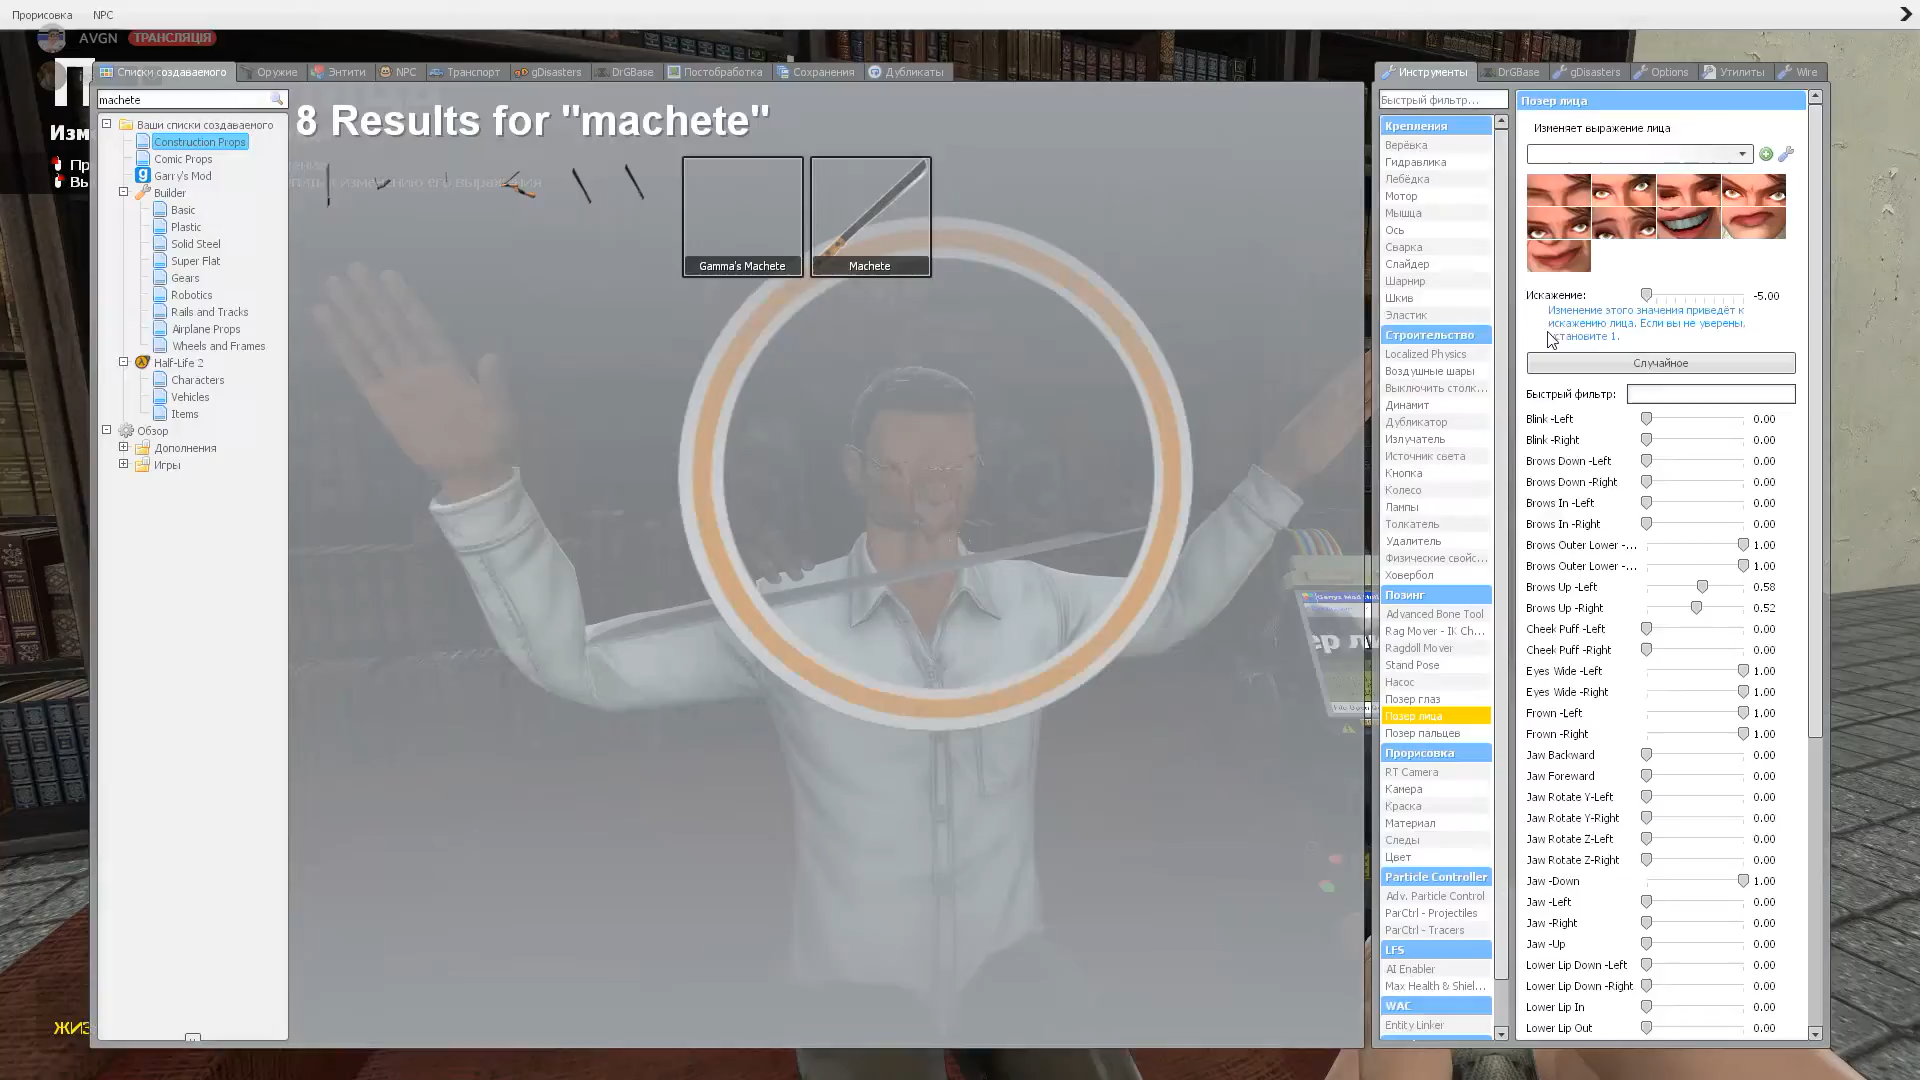 Прорисовка
NPC
AVGN
ТРАНСЛЯЦІЯ
Списки создаваемого
Оружие
Энтити
NPC
Транспорт
gDisasters
DrGBase
Постобработка
Сохранения
Дубликаты
machete
Ваши списки создаваемого
Construction Props
Comic Props
Garry's Mod
Builder
Basic
Plastic
Solid Steel
Super Flat
Gears
Robotics
Rails and Tracks
Airplane Props
Wheels and Frames
Half-Life 2
Characters
Vehicles
Items
Обзор
Дополнения
Игры
8 Results for "machete"
Gamma's Machete
Machete
Инструменты
DrGBase
gDisasters
Options
Утилиты
Wire
Быстрый фильтр...
Крепления
Верёвка
Гидравлика
Лебёдка
Мотор
Мышца
Ось
Сварка
Слайдер
Шарнир
Шкив
Эластик
Строительство
Localized Physics
Воздушные шары
Выключить столк...
Динамит
Дубликатор
Излучатель
Источник света
Кнопка
Колесо
Лампы
Толкатель
Удалитель
Физические свойс...
Ховербол
Позинг
Advanced Bone Tool
Rag Mover - IK Ch...
Ragdoll Mover
Stand Pose
Насос
Позер глаз
Позер лица
Позер пальцев
Прорисовка
RT Camera
Камера
Краска
Материал
Следы
Цвет
Particle Controller
Adv. Particle Control
ParCtrl - Projectiles
ParCtrl - Tracers
LFS
AI Enabler
Max Health & Shiel...
WAC
Entity Linker
Позер лица
Изменяет выражение лица
Искажение: -5.00
Изменение этого значения приведёт к
искажению лица. Если вы не уверены,
становите 1.
Случайное
Быстрый фильтр:
Blink -Left 0.00
Blink -Right 0.00
Brows Down -Left 0.00
Brows Down -Right 0.00
Brows In -Left 0.00
Brows In -Right 0.00
Brows Outer Lower -... 1.00
Brows Outer Lower -... 1.00
Brows Up -Left 0.58
Brows Up -Right 0.52
Cheek Puff -Left 0.00
Cheek Puff -Right 0.00
Eyes Wide -Left 1.00
Eyes Wide -Right 1.00
Frown -Left 1.00
Frown -Right 1.00
Jaw Backward 0.00
Jaw Foreward 0.00
Jaw Rotate Y-Left 0.00
Jaw Rotate Y-Right 0.00
Jaw Rotate Z-Left 0.00
Jaw Rotate Z-Right 0.00
Jaw -Down 1.00
Jaw -Left 0.00
Jaw -Right 0.00
Jaw -Up 0.00
Lower Lip Down -Left 0.00
Lower Lip Down -Right 0.00
Lower Lip In 0.00
Lower Lip Out 0.00